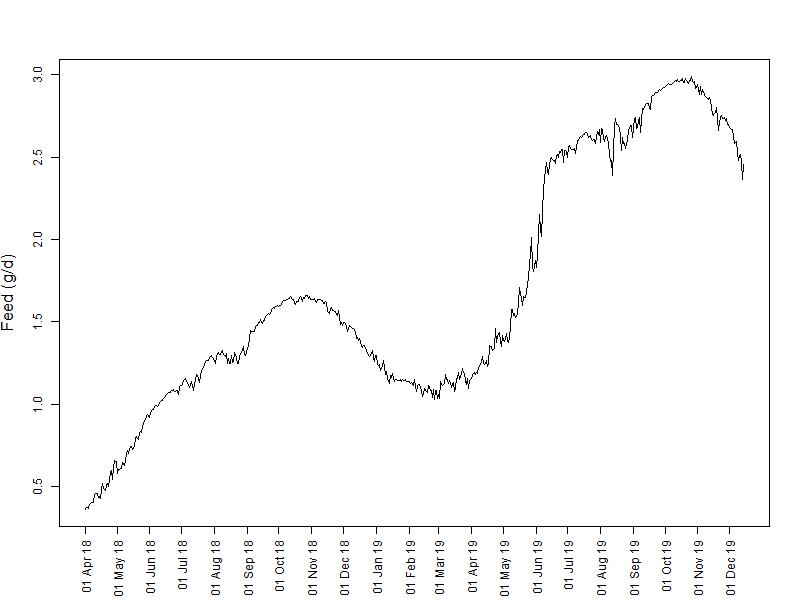 Feed (g/d)
3.0
2.5
2.0
1.5
1.0
0.5
01 Apr 18
01 May 18
01 Jun 18
01 Jul 18
01 Aug 18
01 Sep 18
01 Oct 18
01 Nov 18
01 Dec 18
01 Jan 19
01 Feb 19
01 Mar 19
01 Apr 19
01 May 19
01 Jun 19
01 Jul 19
01 Aug 19
01 Sep 19
01 Oct 19
01 Nov 19
01 Dec 19